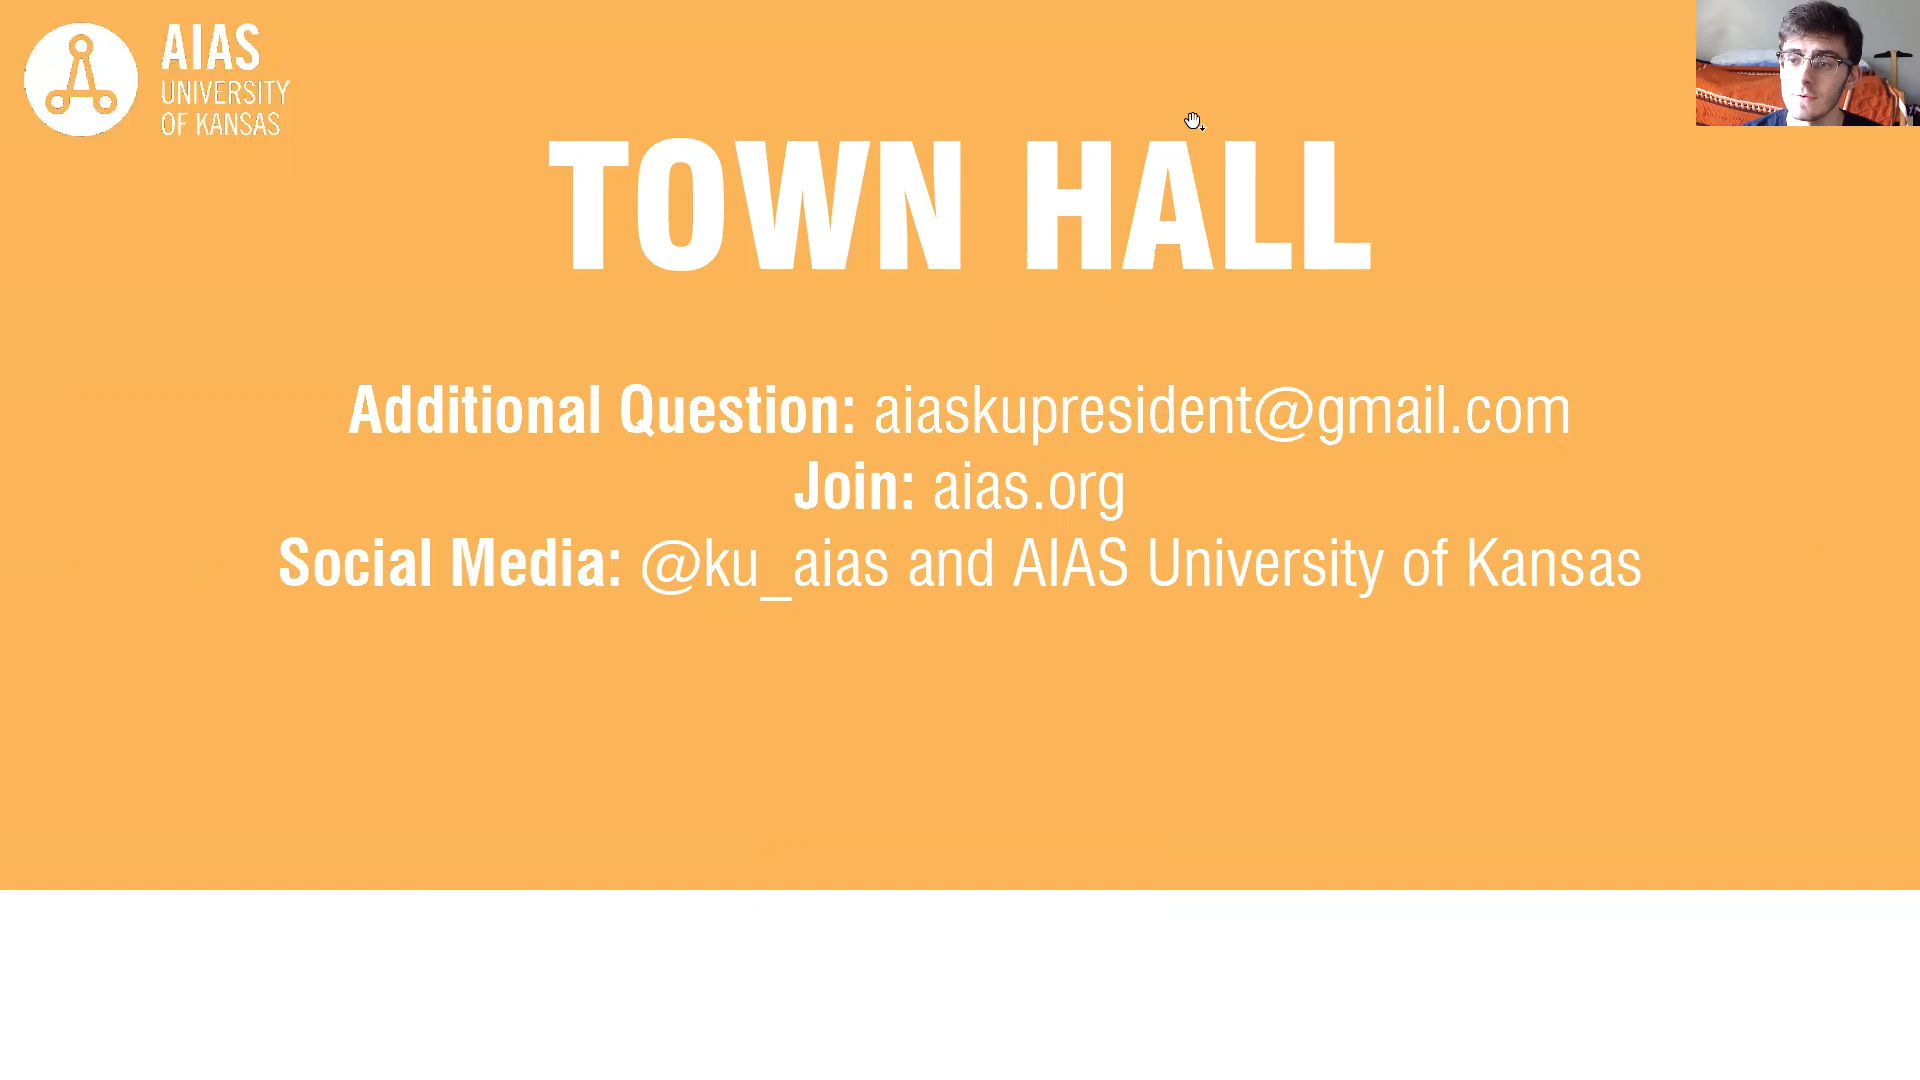 AIAS
UNIVERSITY
OF KANSAS
TOWN HALL
Additional Question: aiaskupresident@gmail.com
Join: aias.org
Social Media: @ku_aias and AIAS University of Kansas